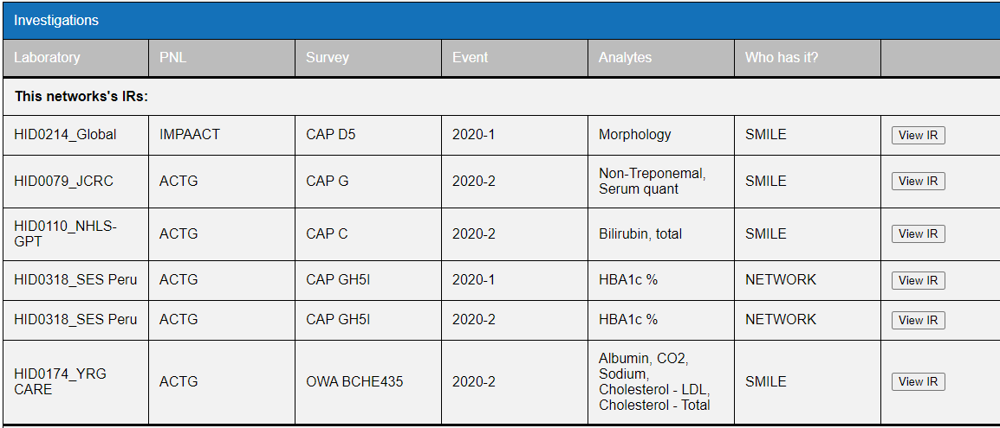 Investigations
Laboratory PNL Survey Event Analytes Who has it?
This networks's IRs:
HID0214_Global IMPAACT CAP D5 2020-1 Morphology SMILE View IR
HID0079_JCRC ACTG CAP G 2020-2 Non-Treponemal, Serum quant SMILE View IR
HID0110_NHLS-GPT ACTG CAP C 2020-2 Bilirubin, total SMILE View IR
HID0318_SES Peru ACTG CAP GH5I 2020-1 HBA1c % NETWORK View IR
HID0318_SES Peru ACTG CAP GH5I 2020-2 HBA1c % NETWORK View IR
HID0174_YRG CARE ACTG OWA BCHE435 2020-2 Albumin, CO2, Sodium, Cholesterol - LDL, Cholesterol - Total SMILE View IR